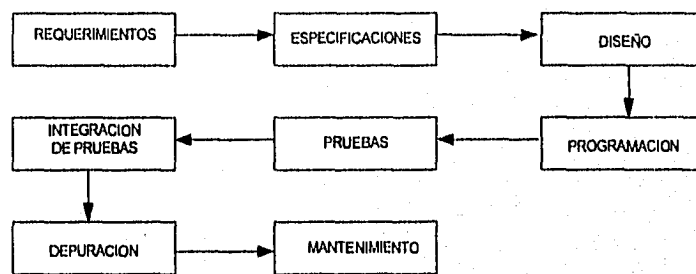 REQUERIMIENTOS
ESPECIFICACIONES
DISEÑO
INTEGRACION
DE PRUEBAS
PRUEBAS
PROGRAMACION
DEPURACION
MANTENIMIENTO